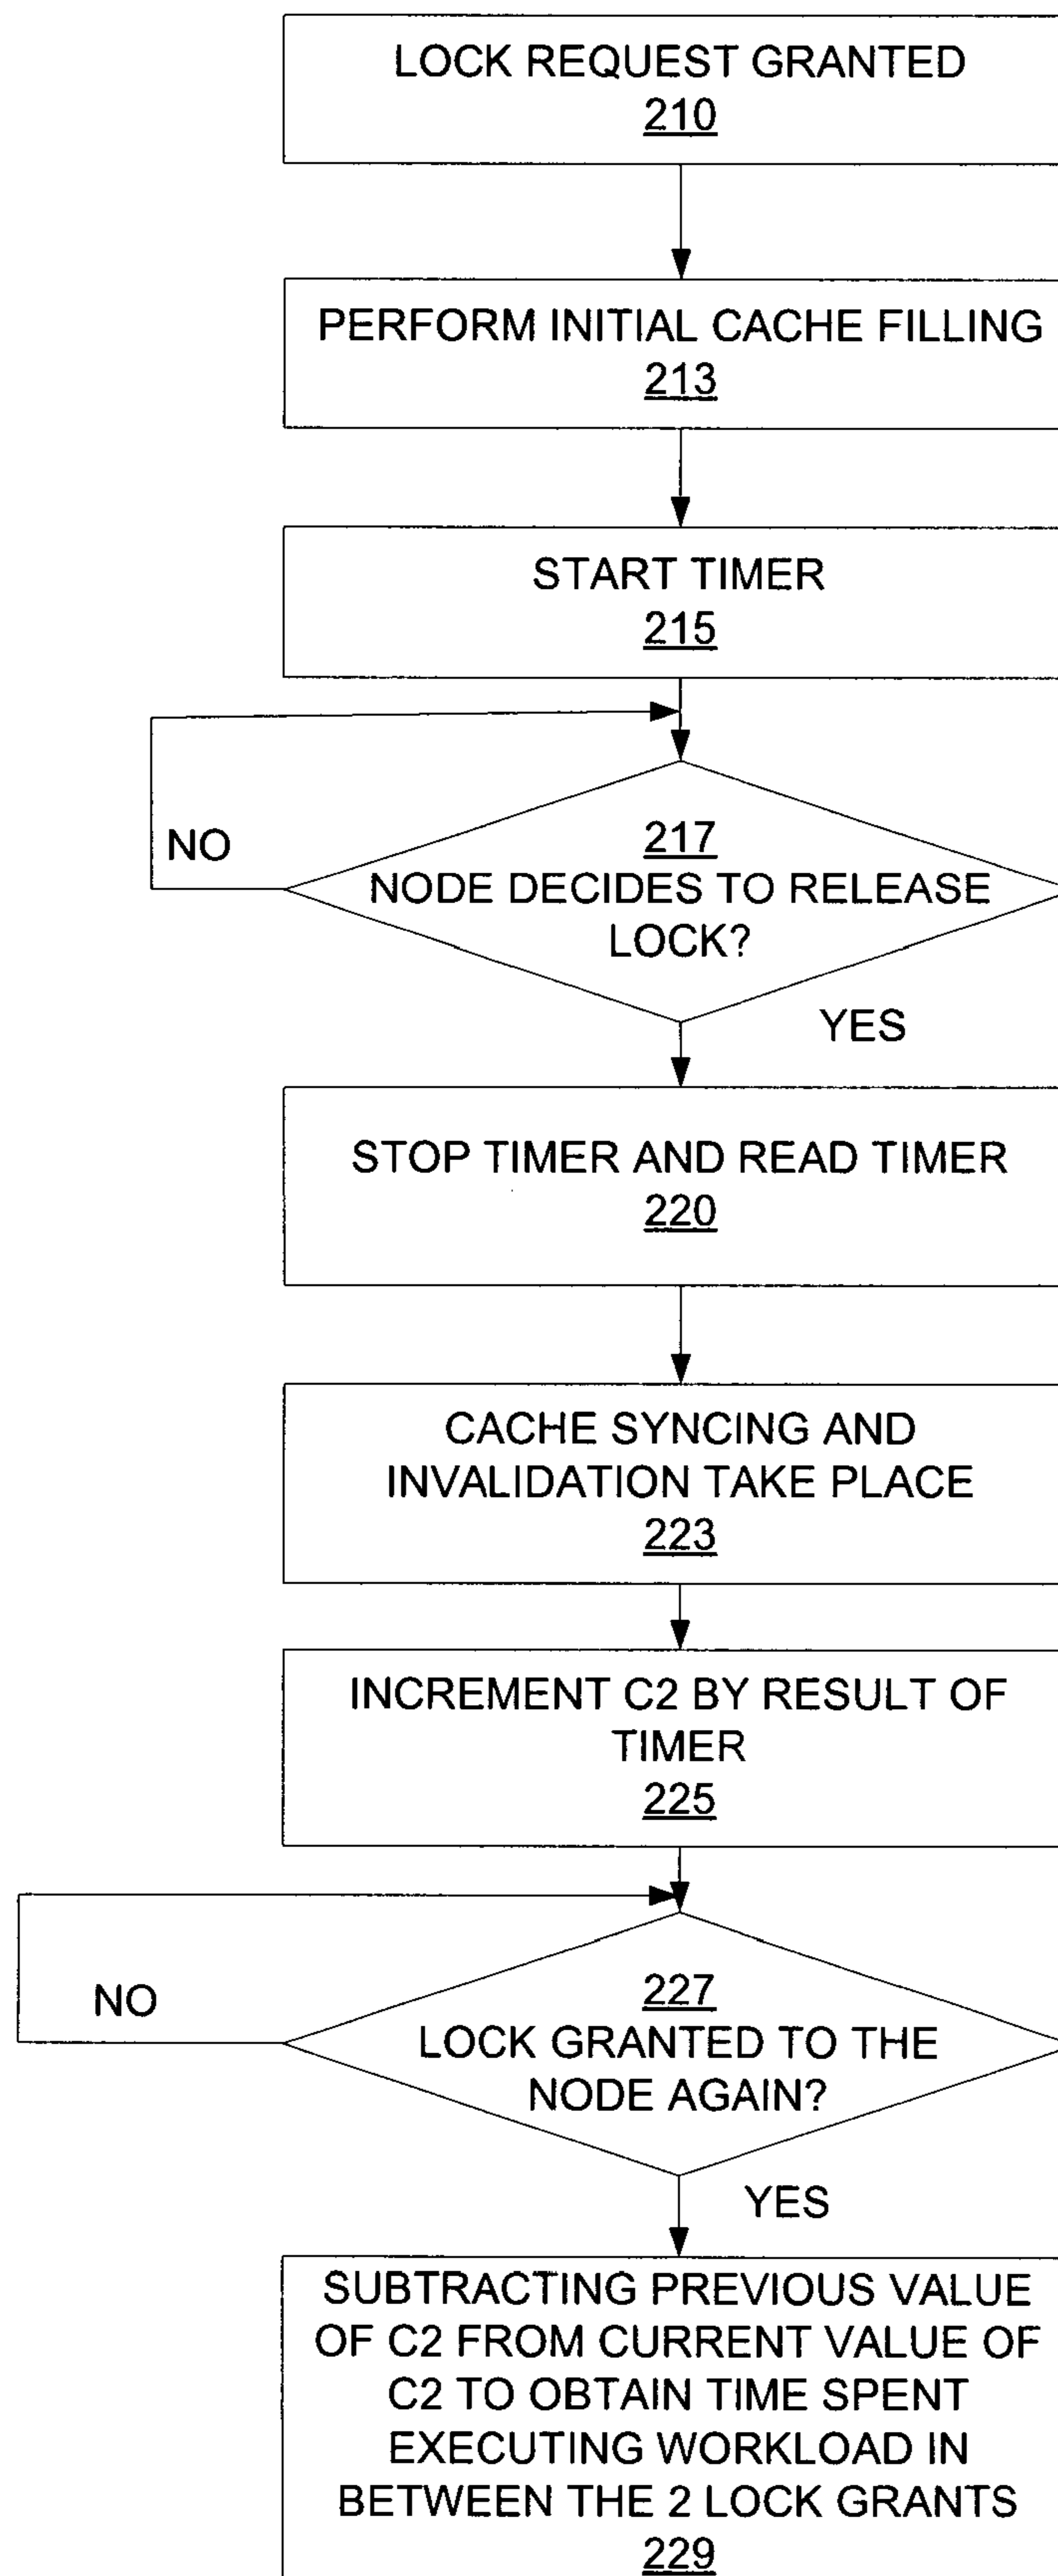 LOCK REQUEST GRANTED
210
PERFORM INITIAL CACHE FILLING
213
START TIMER
215
NO
217
NODE DECIDES TO RELEASE
LOCK?
YES
STOP TIMER AND READ TIMER
220
CACHE SYNCING AND
INVALIDATION TAKE PLACE
223
INCREMENT C2 BY RESULT OF
TIMER
225
NO
227
LOCK GRANTED TO THE
NODE AGAIN?
YES
SUBTRACTING PREVIOUS VALUE
OF C2 FROM CURRENT VALUE OF
C2 TO OBTAIN TIME SPENT
EXECUTING WORKLOAD IN
BETWEEN THE 2 LOCK GRANTS
229